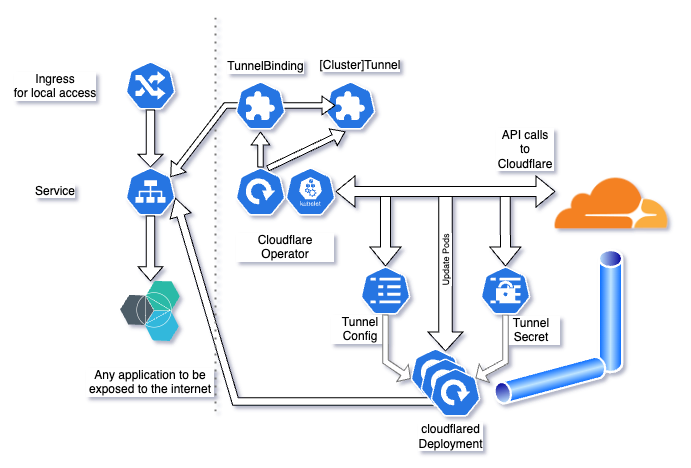 TunnelBinding
[Cluster]Tunnel
Ingress
for local access
API calls
to
Cloudflare
Service
kubelet
Cloudflare
Operator
Update Pods
Tunnel
Config
Tunnel
Secret
Any application to be
exposed to the internet
cloudflared
Deployment